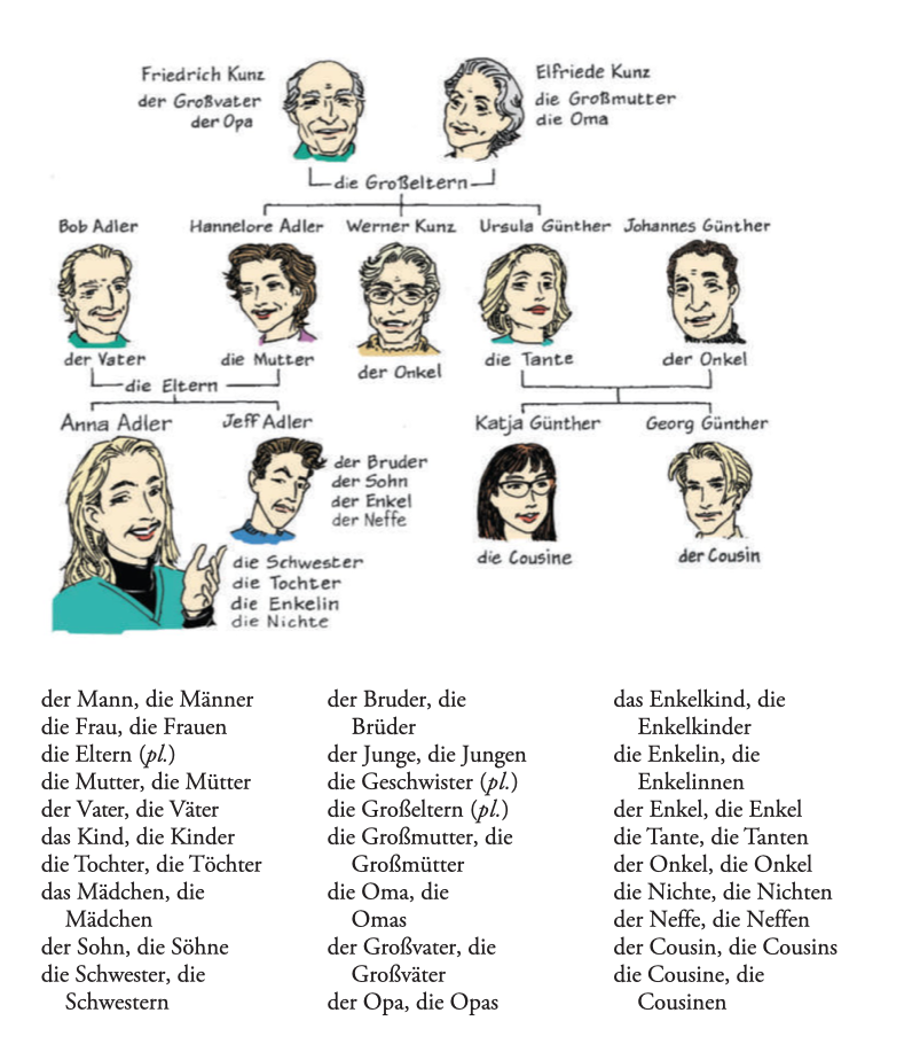 Friedrich Kunz
der Großvater
der Opa
Elfriede Kunz
die Großmutter
die Oma
die Großeltern
Bob Adler
Hannelore Adler
Werner Kunz
Ursula Günther
Johannes Günther
der Vater
die Mutter
der Onkel
die Tante
der Onkel
die Eltern
Anna Adler
Jeff Adler
Katja Günther
Georg Günther
der Bruder
der Sohn
der Enkel
der Neffe
die Schwester
die Tochter
die Enkelin
die Nichte
die Cousine
der Cousin
der Mann, die Männer
die Frau, die Frauen
die Eltern (pl.)
die Mutter, die Mütter
der Vater, die Väter
das Kind, die Kinder
die Tochter, die Töchter
das Mädchen, die
Mädchen
der Sohn, die Söhne
die Schwester, die
Schwestern
der Bruder, die
Brüder
der Junge, die Jungen
die Geschwister (pl.)
die Großeltern (pl.)
die Großmutter, die
Großmütter
die Oma, die
Omas
der Großvater, die
Großväter
der Opa, die Opas
das Enkelkind, die
Enkelkinder
die Enkelin, die
Enkelinnen
der Enkel, die Enkel
die Tante, die Tanten
der Onkel, die Onkel
die Nichte, die Nichten
der Neffe, die Neffen
der Cousin, die Cousins
die Cousine, die
Cousinen